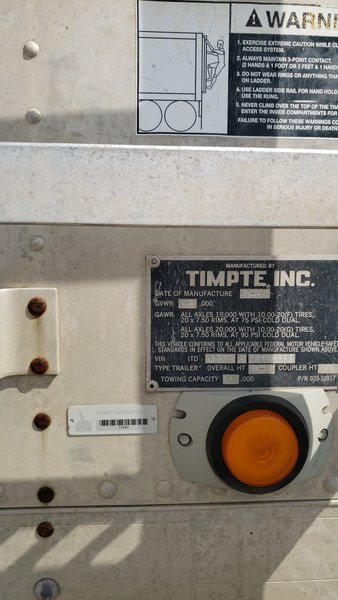 WARNI
1. EXERCISE EXTREME CAUTION WHILE CL
ACCESS SYSTEM.
2. ALWAYS MAINTAIN 3-POINT CONTACT.
(2 HANDS & 1 FOOT OR 2 FEET & 1 HAND
3. DO NOT WEAR RINGS OR ANYTHING THA
ON LADDER.
4. USE LADDER SIDE RAIL FOR HAND HOLD
USE THE RUNG.
5. NEVER CLIMB OVER THE TOP OF THE TRA
ENTER THE INSIDE COMPARTMENTS FOR
FAILURE TO FOLLOW THESE WARNINGS CO
IN SERIOUS INJURY OR DEATH
MANUFACTURED BY
TIMPTE, INC.
DATE OF MANUFACTURE
GVWR ,000
GAWR. ALL AXLES 19,000 WITH 10.00-20(F) TIRES,
20 x 7.50 RIMS, AT 75 PSI COLD DUAL.
ALL AXLES 20,000 WITH 10.00-20(G) TIRES,
20 x 7.50 RIMS, AT 90 PSI COLD DUAL.
THIS VEHICLE CONFORMS TO ALL APPLICABLE FEDERAL MOTOR VEHICLE SAFETY
STANDARDS IN EFFECT ON THE DATE OF MANUFACTURE SHOWN ABOVE.
VIN ITD
TYPE TRAILER OVERALL HT COUPLER HT
TOWING CAPACITY ,000 P/N 035-10917
PLANT OPERATIONS